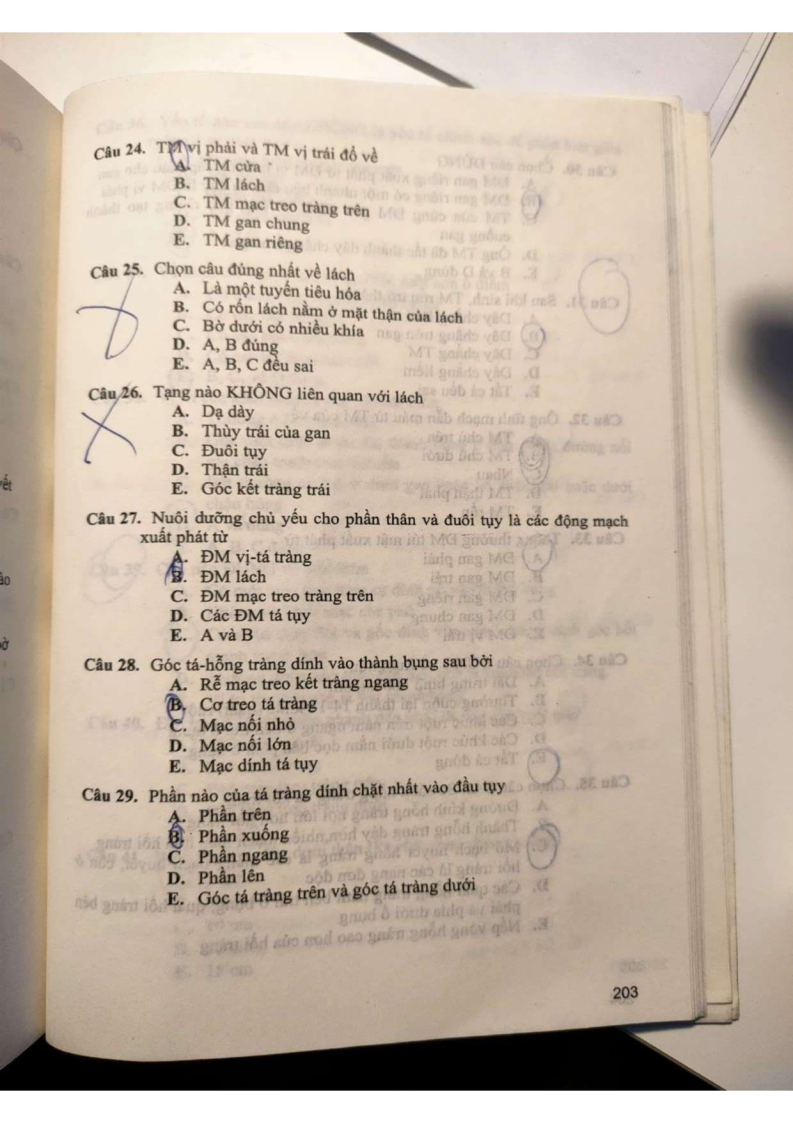 Câu 24. TM vị phải và TM vị trái đổ về
A. TM cửa
B. TM lách
C. TM mạc treo tràng trên
D. TM gan chung
E. TM gan riêng
Câu 25. Chọn câu đúng nhất về lách
A. Là một tuyến tiêu hóa
B. Có rốn lách nằm ở mặt thận của lách
C. Bờ dưới có nhiều khía
D. A, B đúng
E. A, B, C đều sai
Câu 26. Tạng nào KHÔNG liên quan với lách
A. Dạ dày
B. Thùy trái của gan
C. Đuôi tụy
D. Thận trái
E. Góc kết tràng trái
Câu 27. Nuôi dưỡng chủ yếu cho phần thân và đuôi tụy là các động mạch
xuất phát từ
A. ĐM vị-tá tràng
B. ĐM lách
C. ĐM mạc treo tràng trên
D. Các ĐM tá tụy
E. A và B
Câu 28. Góc tá-hỗng tràng dính vào thành bụng sau bởi
A. Rễ mạc treo kết tràng ngang
B. Cơ treo tá tràng
C. Mạc nối nhỏ
D. Mạc nối lớn
E. Mạc dính tá tụy
Câu 29. Phần nào của tá tràng dính chặt nhất vào đầu tụy
A. Phần trên
B. Phần xuống
C. Phần ngang
D. Phần lên
E. Góc tá tràng trên và góc tá tràng dưới
203